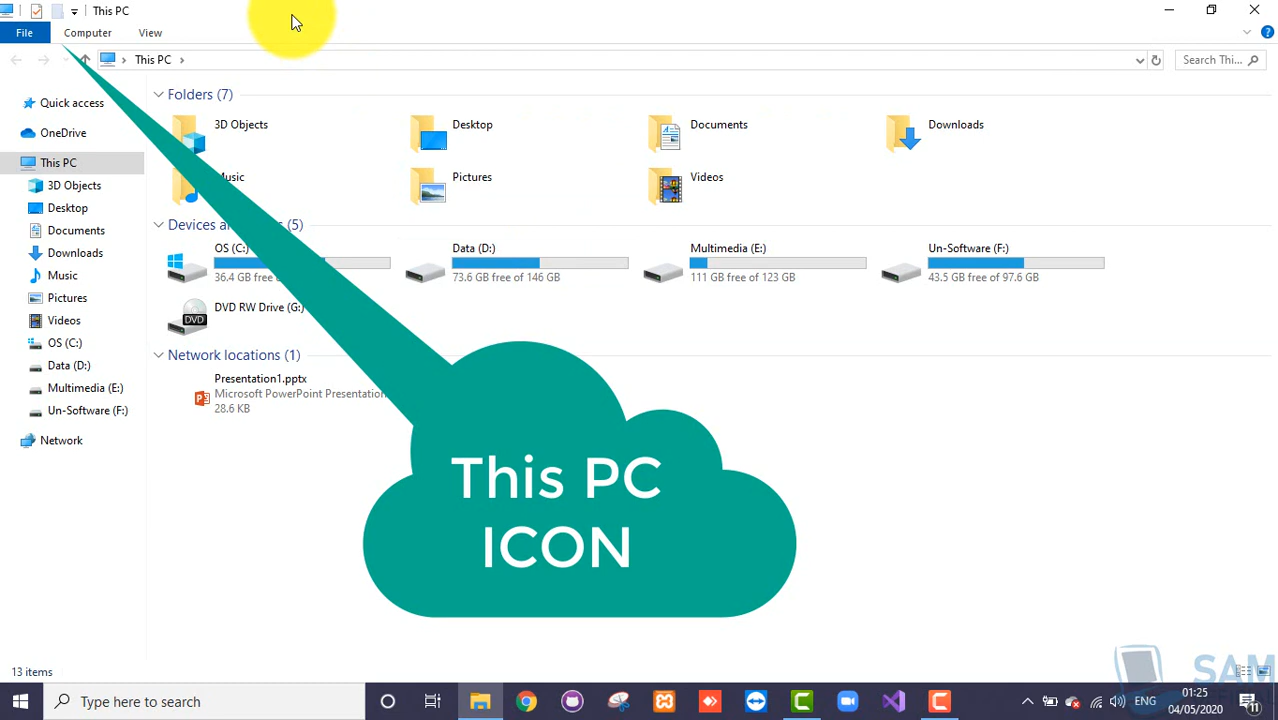 This PC
File Computer View
This PC
Search Thi...
Quick access
OneDrive
This PC
3D Objects
Desktop
Documents
Downloads
Music
Pictures
Videos
OS (C:)
Data (D:)
Multimedia (E:)
Un-Software (F:)
Network
Folders (7)
3D Objects
Desktop
Documents
Downloads
Music
Pictures
Videos
Devices a (5)
OS (C:)
36.4 GB free o
Data (D:)
73.6 GB free of 146 GB
Multimedia (E:)
111 GB free of 123 GB
Un-Software (F:)
43.5 GB free of 97.6 GB
DVD RW Drive (G:)
DVD
Network locations (1)
Presentation1.pptx
Microsoft PowerPoint Presentation
28.6 KB
This PC
ICON
13 items
SAM
Type here to search
ENG
01:25
04/05/2020
11